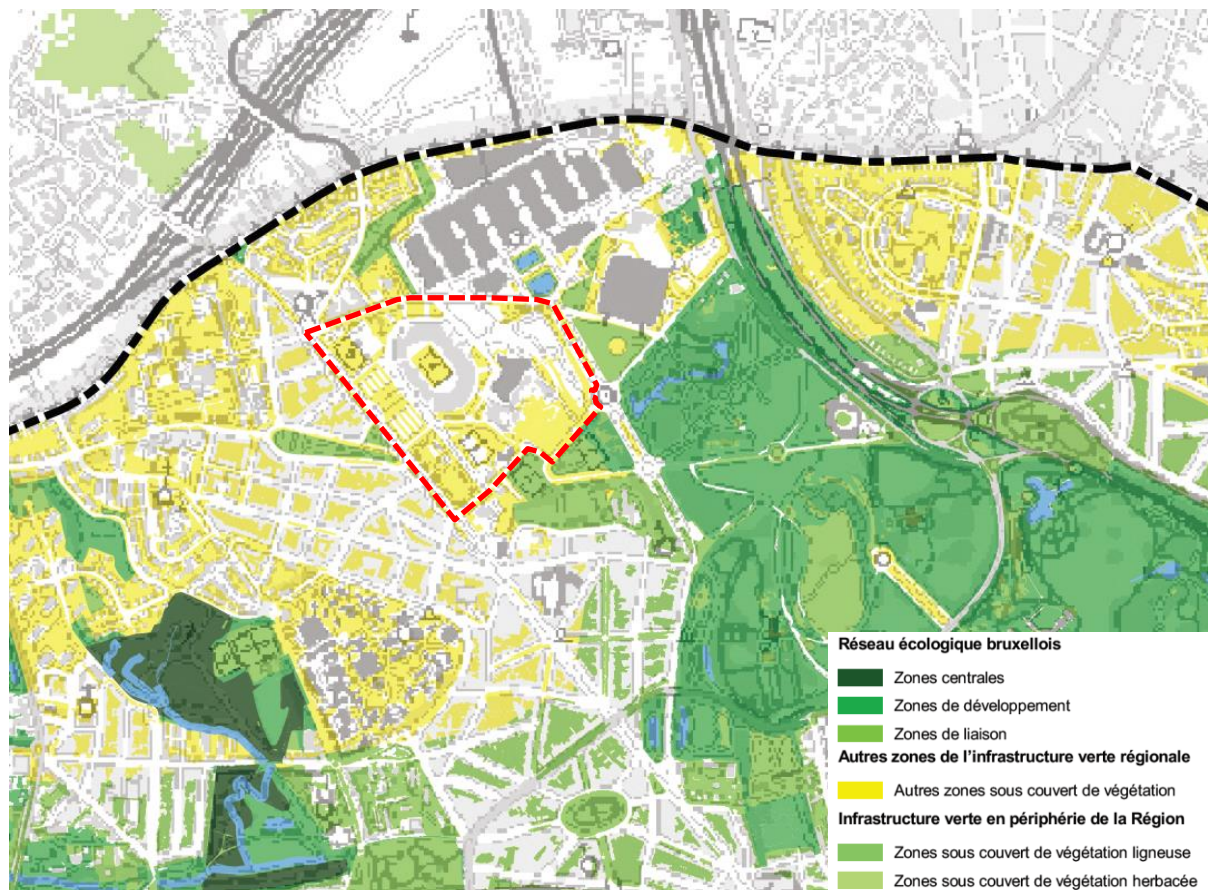 Réseau écologique bruxellois
Zones centrales
Zones de développement
Zones de liaison
Autres zones de l'infrastructure verte régionale
Autres zones sous couvert de végétation
Infrastructure verte en périphérie de la Région
Zones sous couvert de végétation ligneuse
Zones sous couvert de végétation herbacée